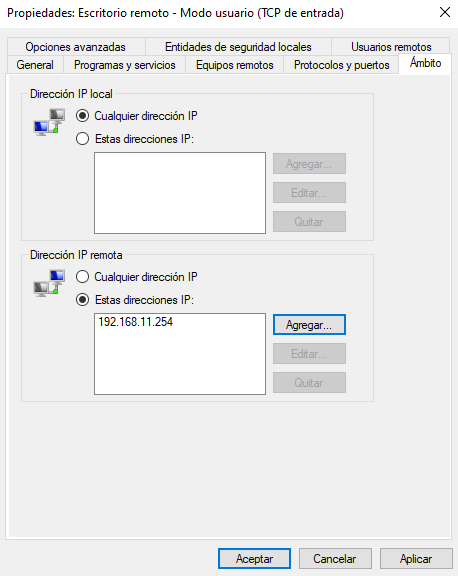 Propiedades: Escritorio remoto - Modo usuario (TCP de entrada)
Opciones avanzadas Entidades de seguridad locales Usuarios remotos
General Programas y servicios Equipos remotos Protocolos y puertos Ámbito
Dirección IP local
Cualquier dirección IP
Estas direcciones IP:
Agregar...
Editar...
Quitar
Dirección IP remota
Cualquier dirección IP
Estas direcciones IP:
192.168.11.254
Agregar...
Editar...
Quitar
Aceptar Cancelar Aplicar